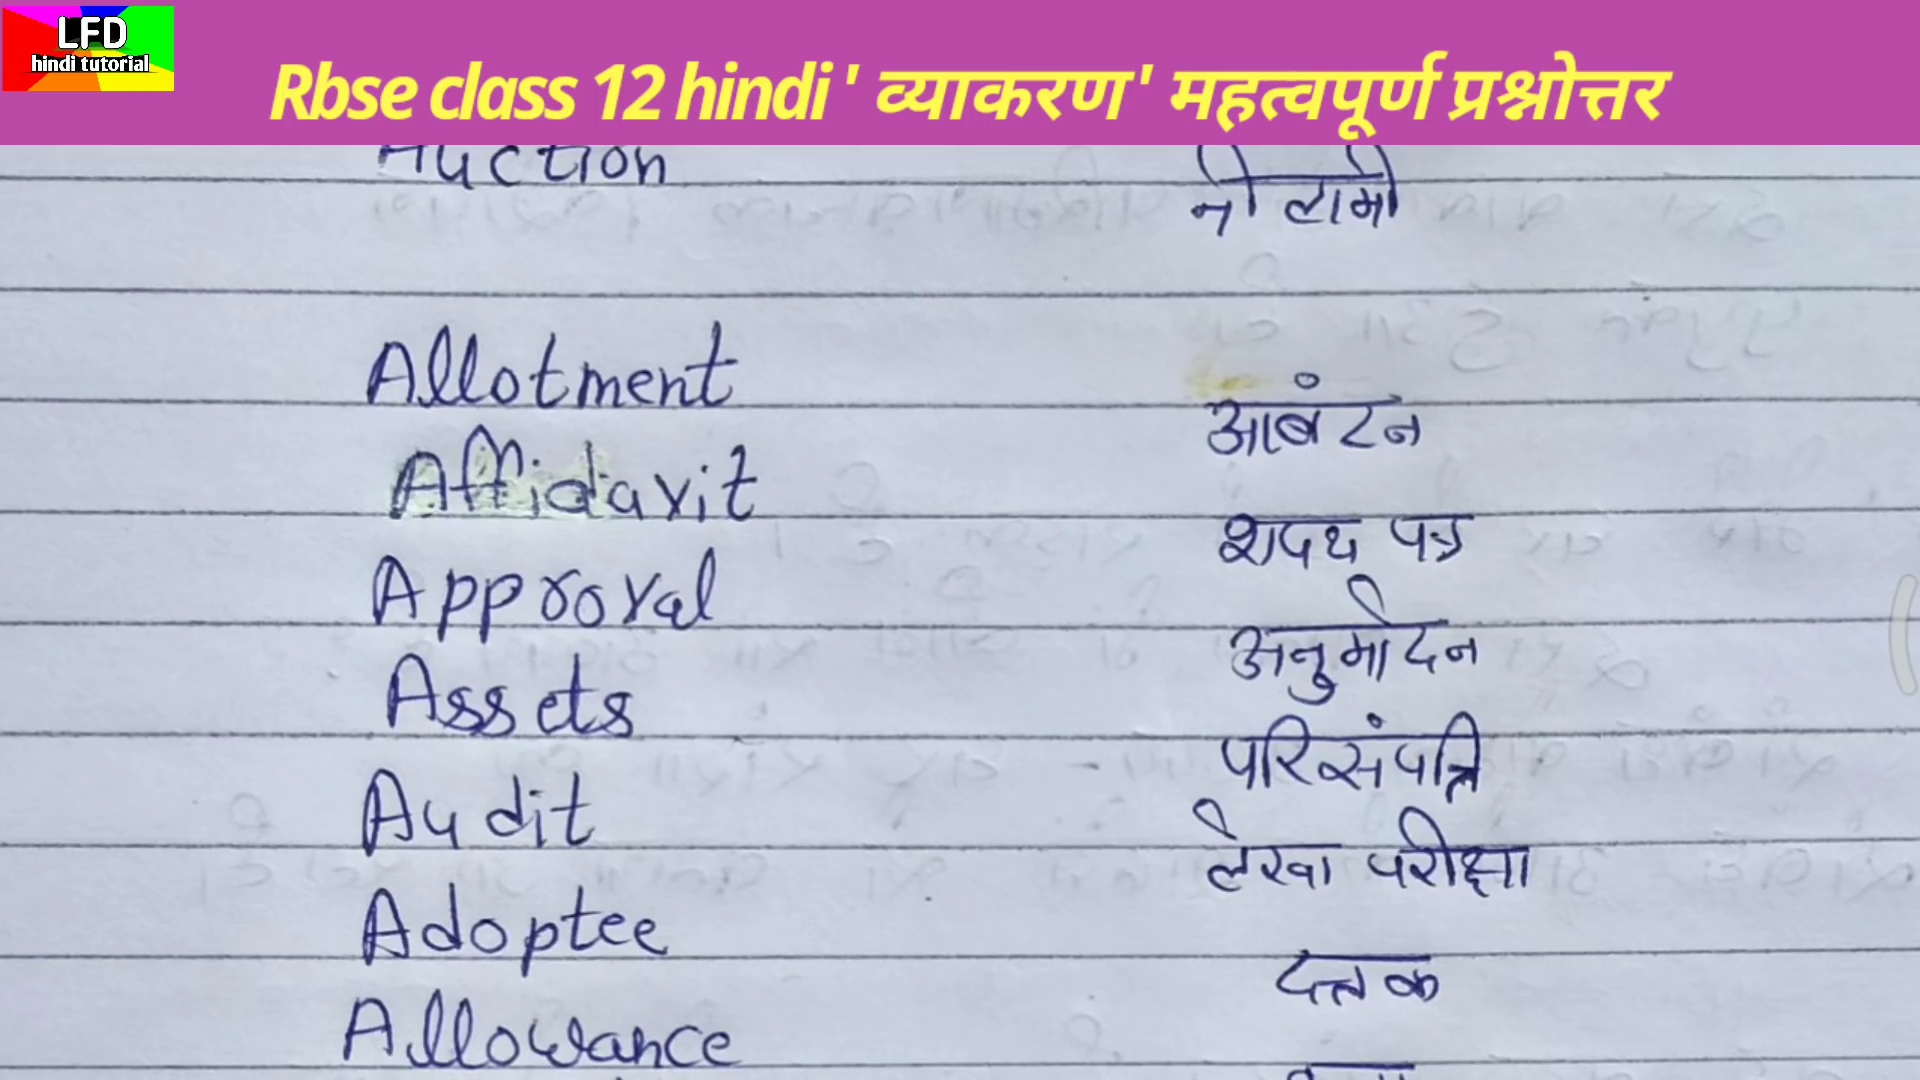 LFD
hindi tutorial
Rbse class 12 hindi ' व्याकरण' महत्वपूर्ण प्रश्नोत्तर
Auction नीलामी
Allotment आबंटन
Affidavit शपथ पत्र
Approval अनुमोदन
Assets परिसंपत्ति
Audit लेखा परीक्षा
Adoptee दत्तक
Allowance